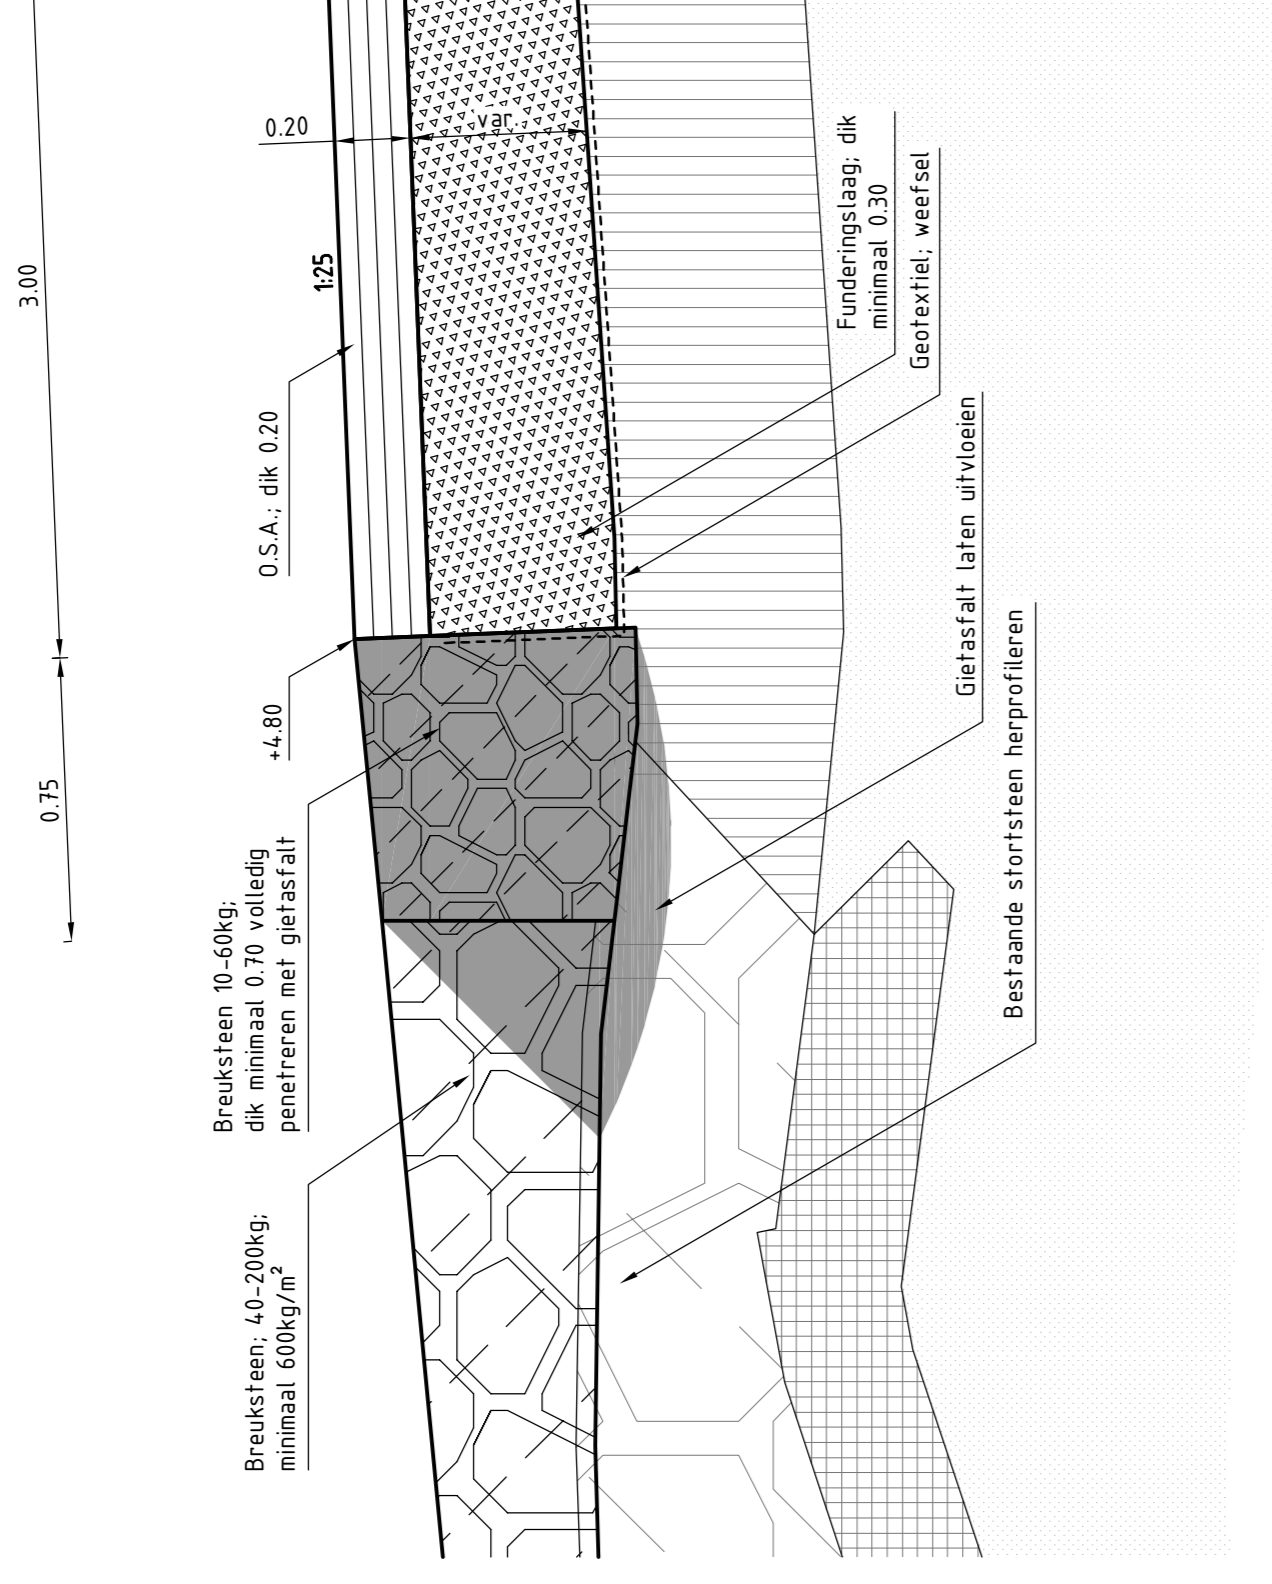 3.00
0.75
0.20
var.
1:25
O.S.A.; dik 0.20
+4.80
Breuksteen 10-60kg;
dik minimaal 0.70 volledig
penetreren met gietasfalt
Breuksteen; 40-200kg;
minimaal 600kg/m²
Funderingslaag; dik
minimaal 0.30
Geotextiel; weefsel
Gietasfalt laten uitvloeien
Bestaande stortsteen herprofileren